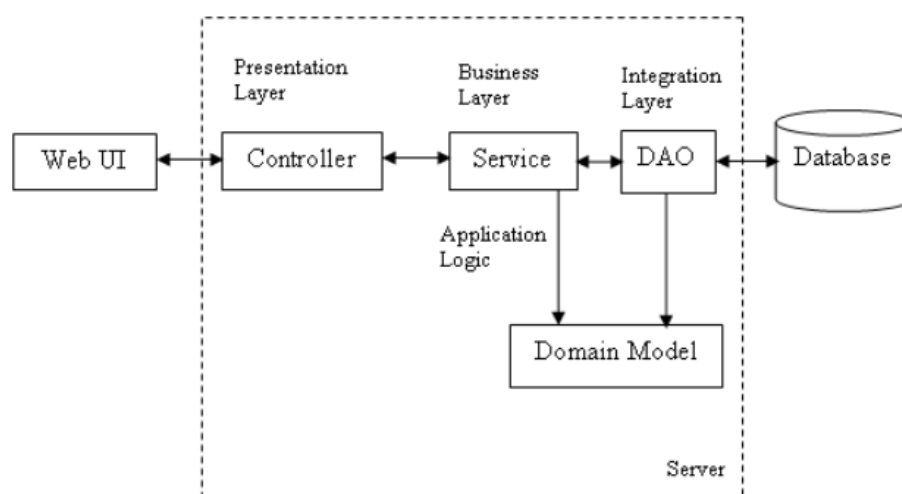 Presentation
Layer
Business
Layer
Integration
Layer
Web UI
Controller
Service
DAO
Database
Application
Logic
Domain Model
Server